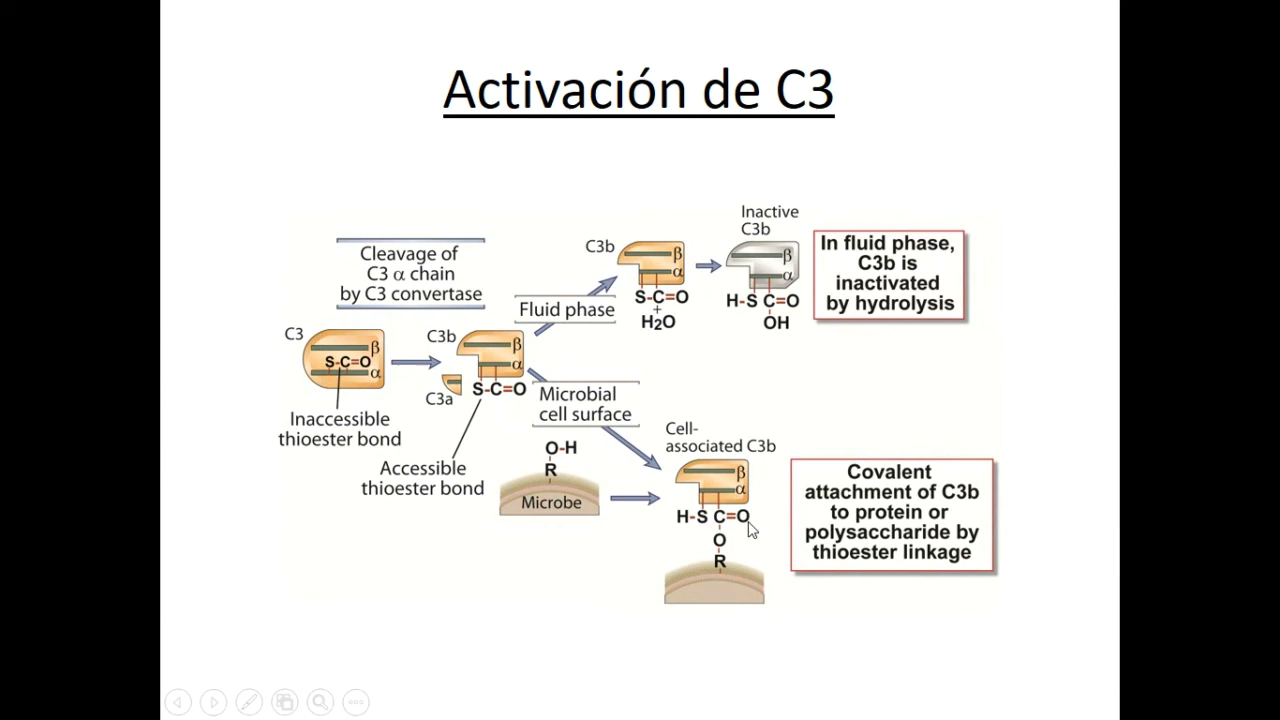 Activación de C3
Cleavage of
C3 α chain
by C3 convertase
C3
β
S-C=O
α
Inaccessible
thioester bond
C3b
β
α
C3a
S-C=O
Accessible
thioester bond
Fluid phase
C3b
β
α
S-C=O
+
H2O
Inactive
C3b
β
α
H-S C=O
OH
In fluid phase,
C3b is
inactivated
by hydrolysis
Microbial
cell surface
O-H
R
Microbe
Cell-
associated C3b
β
α
H-S C=O
O
R
Covalent
attachment of C3b
to protein or
polysaccharide by
thioester linkage